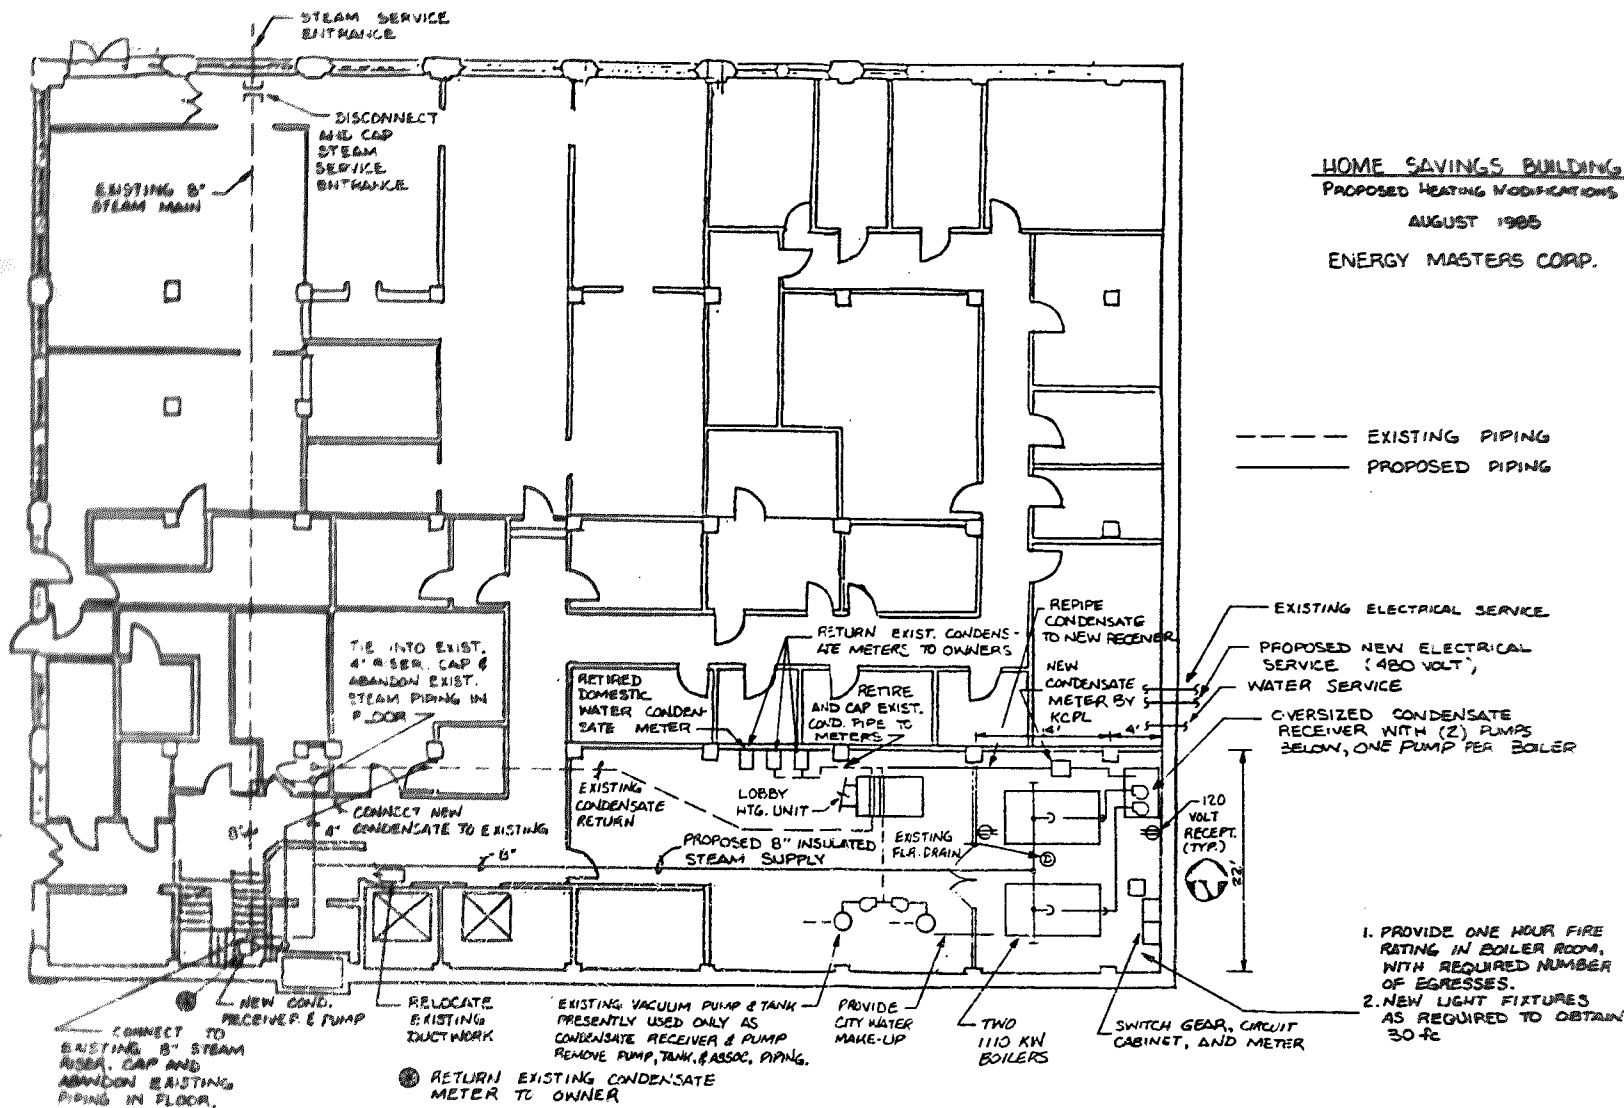 STEAM SERVICE
ENTRANCE
DISCONNECT
AND CAP
STEAM
SERVICE
ENTRANCE
EXISTING 8"
STEAM MAIN
HOME SAVINGS BUILDING
PROPOSED HEATING MODIFICATIONS
AUGUST 1985
ENERGY MASTERS CORP.
EXISTING PIPING
PROPOSED PIPING
TIE INTO EXIST.
4" RISER. CAP &
ABANDON EXIST.
STEAM PIPING IN
FLOOR
RETIRED
DOMESTIC
WATER CONDEN-
SATE METER
RETURN EXIST. CONDENS-
ATE METERS TO OWNERS
RETIRE
AND CAP EXIST.
COND. PIPE TO
METERS
REPIPE
CONDENSATE
TO NEW RECEIVER
NEW
CONDENSATE
METER BY
KCPL
14'
4'
EXISTING ELECTRICAL SERVICE
PROPOSED NEW ELECTRICAL
SERVICE (480 VOLT)
WATER SERVICE
OVERSIZED CONDENSATE
RECEIVER WITH (2) PUMPS
BELOW, ONE PUMP PER BOILER
EXISTING
CONDENSATE
RETURN
LOBBY
HTG. UNIT
CONNECT NEW
CONDENSATE TO EXISTING
8"
4"
8"
PROPOSED 8" INSULATED
STEAM SUPPLY
EXISTING
FLR. DRAIN
D
120
VOLT
RECEPT.
(TYP.)
22'
1. PROVIDE ONE HOUR FIRE
RATING IN BOILER ROOM,
WITH REQUIRED NUMBER
OF EGRESSES.
2. NEW LIGHT FIXTURES
AS REQUIRED TO OBTAIN
30 fc
NEW COND.
RECEIVER & PUMP
RELOCATE
EXISTING
DUCTWORK
EXISTING VACUUM PUMP & TANK
PRESENTLY USED ONLY AS
CONDENSATE RECEIVER & PUMP
REMOVE PUMP, TANK, & ASSOC. PIPING.
PROVIDE
CITY WATER
MAKE-UP
TWO
1110 KW
BOILERS
SWITCH GEAR, CIRCUIT
CABINET, AND METER
CONNECT TO
EXISTING 8" STEAM
RISER. CAP AND
ABANDON EXISTING
PIPING IN FLOOR.
RETURN EXISTING CONDENSATE
METER TO OWNER